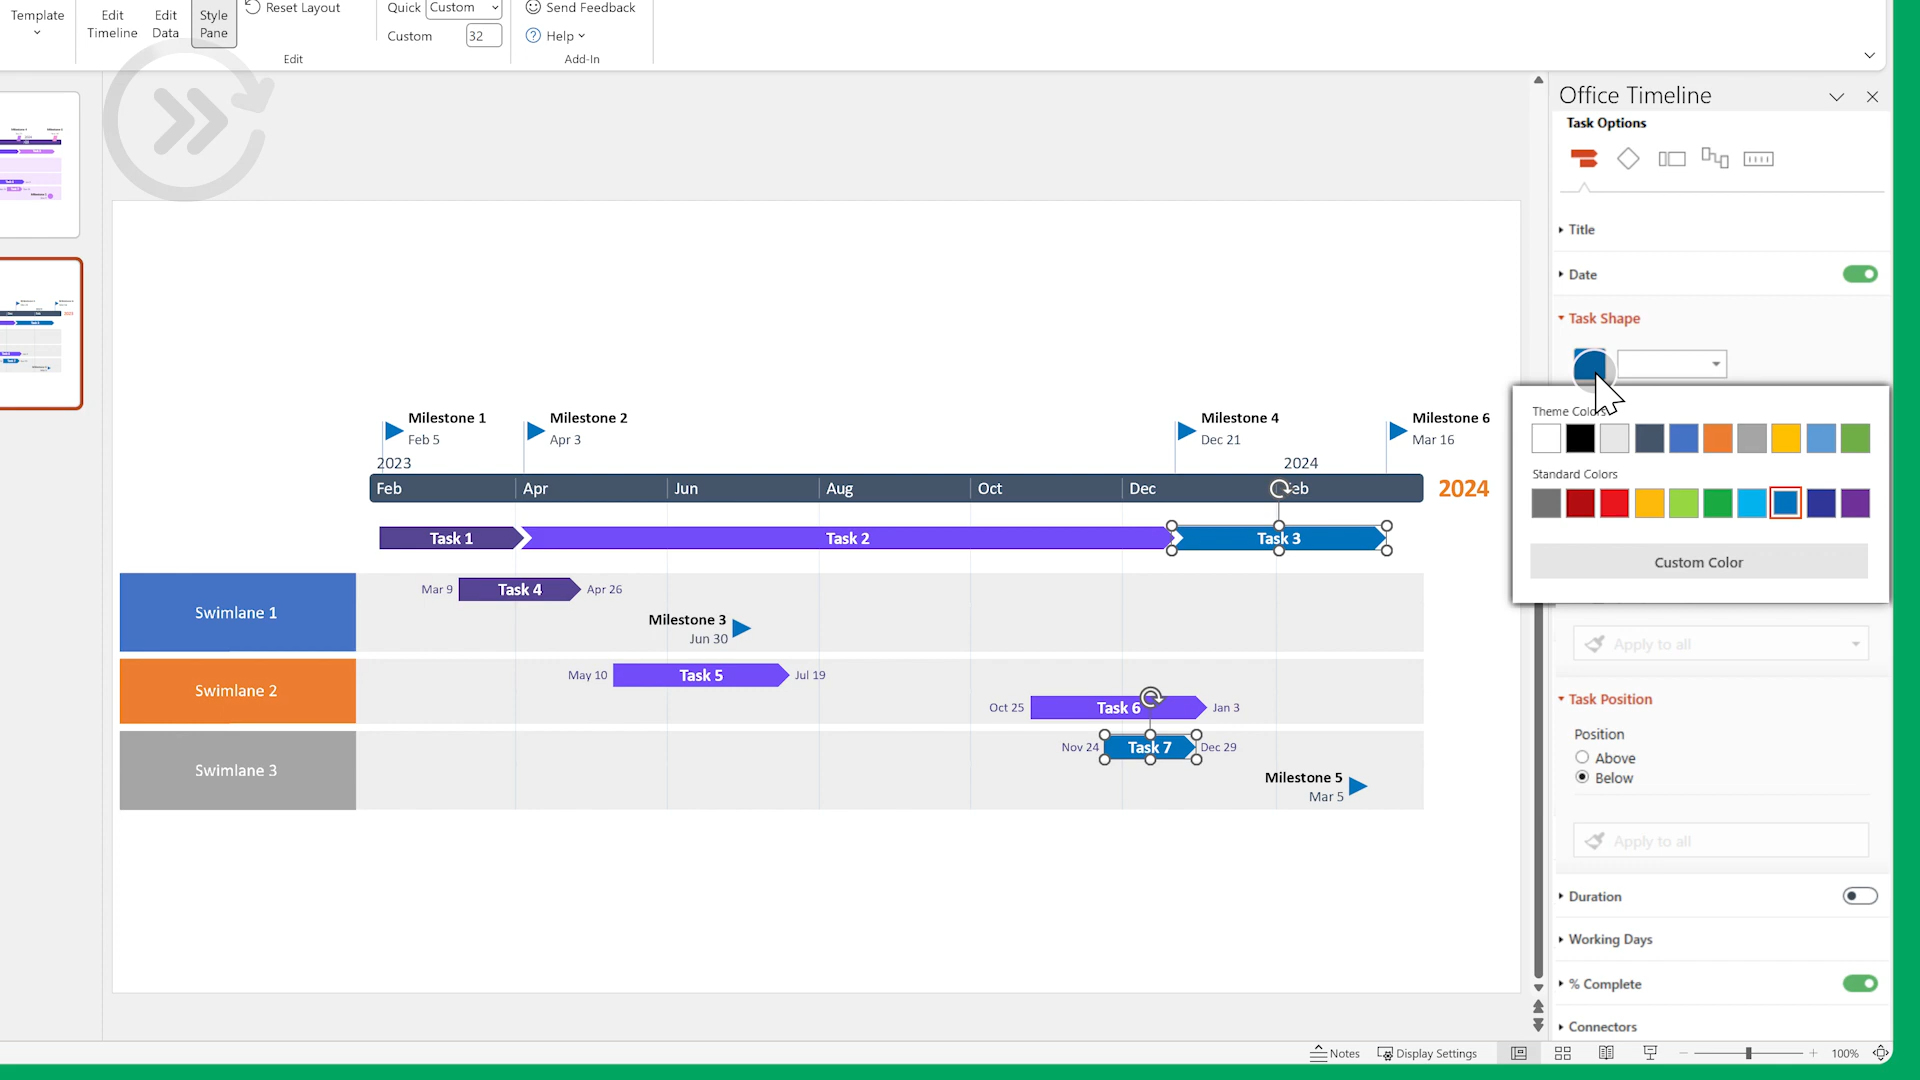 Template
Edit
Timeline
Edit
Data
Style
Pane
Reset Layout
Edit
Quick
Custom
Custom
32
Send Feedback
Help
Add-In
Milestone 1
Feb 5
Milestone 2
Apr 3
Milestone 4
Dec 21
Milestone 6
Mar 16
2023
2024
Feb
Apr
Jun
Aug
Oct
Dec
eb
2024
Task 1
Task 2
Task 3
Swimlane 1
Mar 9
Task 4
Apr 26
Milestone 3
Jun 30
Swimlane 2
May 10
Task 5
Jul 19
Oct 25
Task 6
Jan 3
Swimlane 3
Nov 24
Task 7
Dec 29
Milestone 5
Mar 5
Office Timeline
Task Options
Title
Date
Task Shape
Theme Colors
Standard Colors
Custom Color
Apply to all
Task Position
Position
Above
Below
Apply to all
Duration
Working Days
% Complete
Connectors
Notes
Display Settings
100%